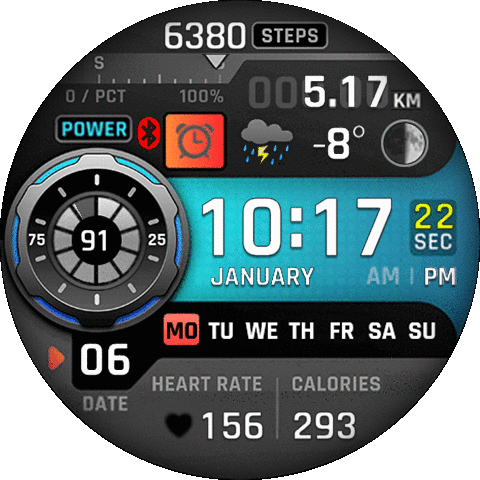 6380 STEPS
S
0 / PCT 100%
5.17 KM
POWER
-8°
75 91 25
10:17 22 SEC
JANUARY AM | PM
MO TU WE TH FR SA SU
06
DATE
HEART RATE CALORIES
156 293